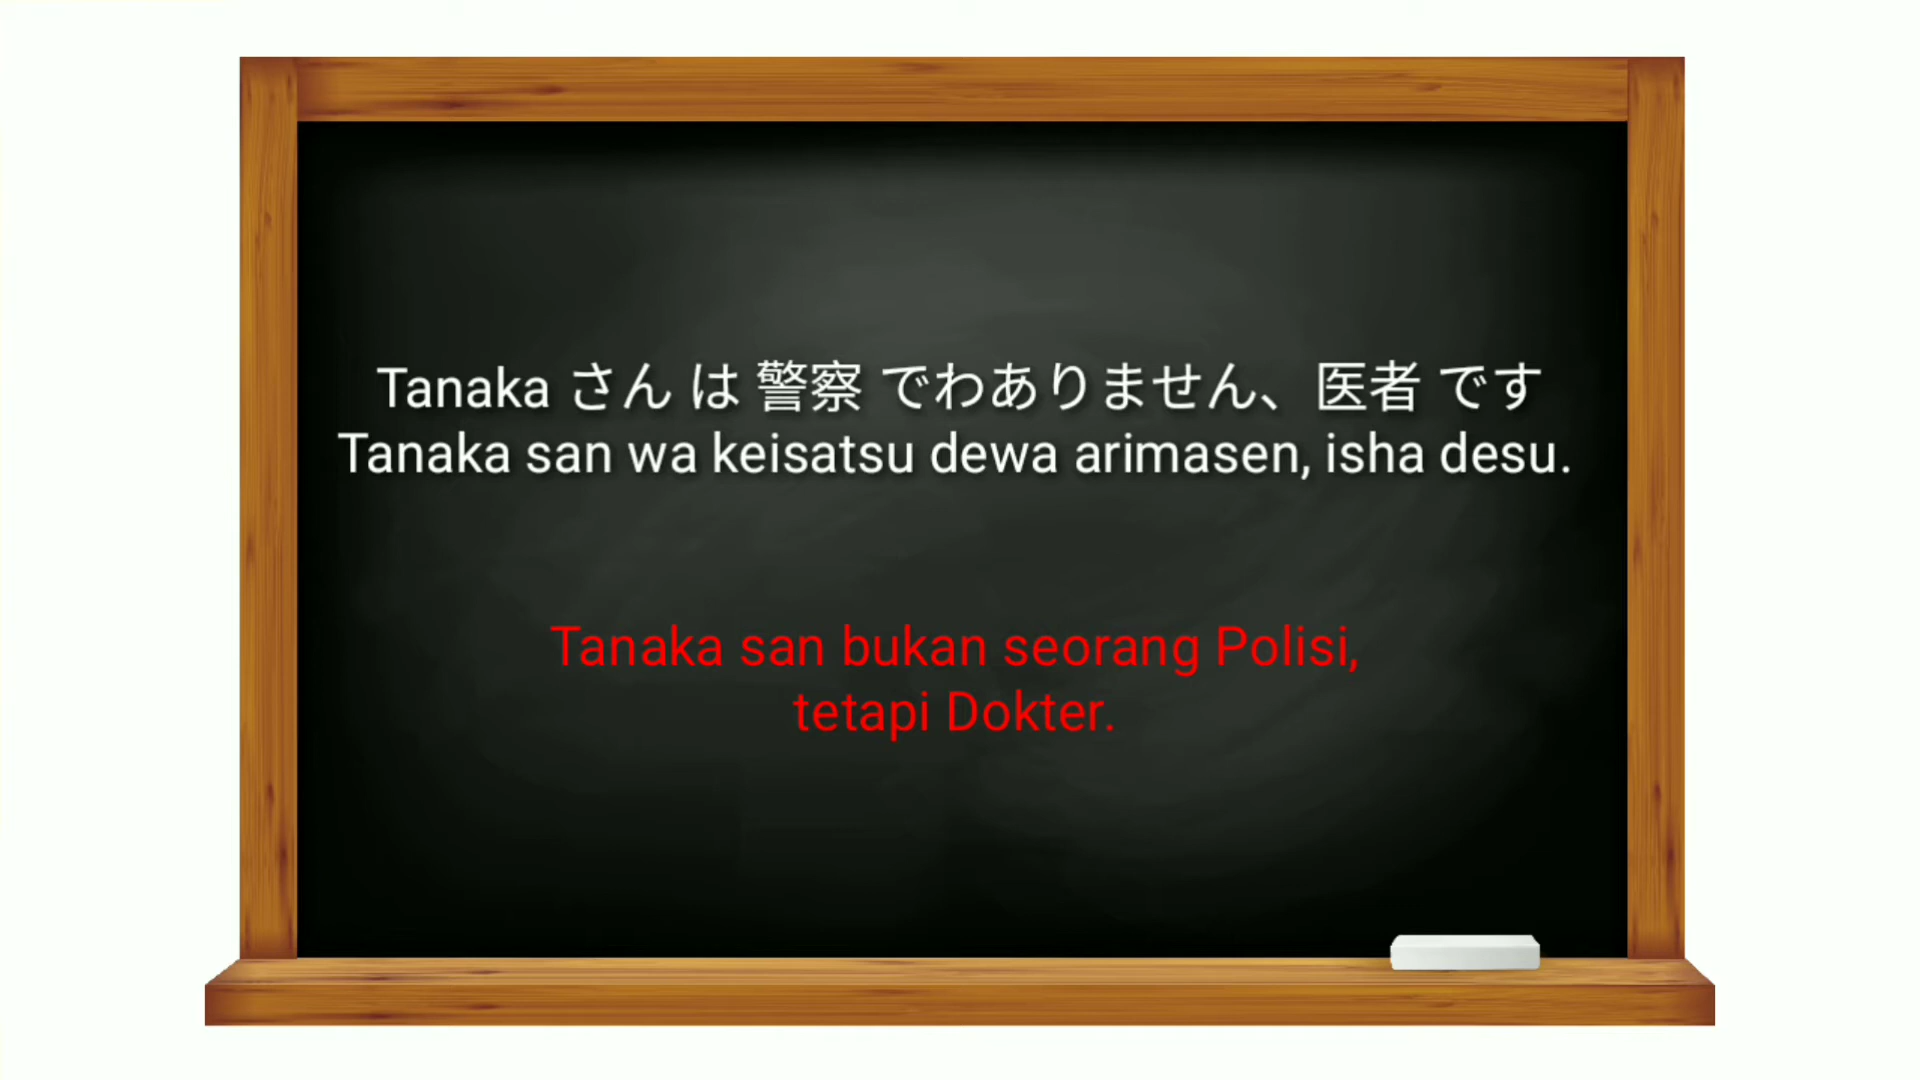 Tanaka さん は 警察 でわありません、医者 です
Tanaka san wa keisatsu dewa arimasen, isha desu.
Tanaka san bukan seorang Polisi,
tetapi Dokter.